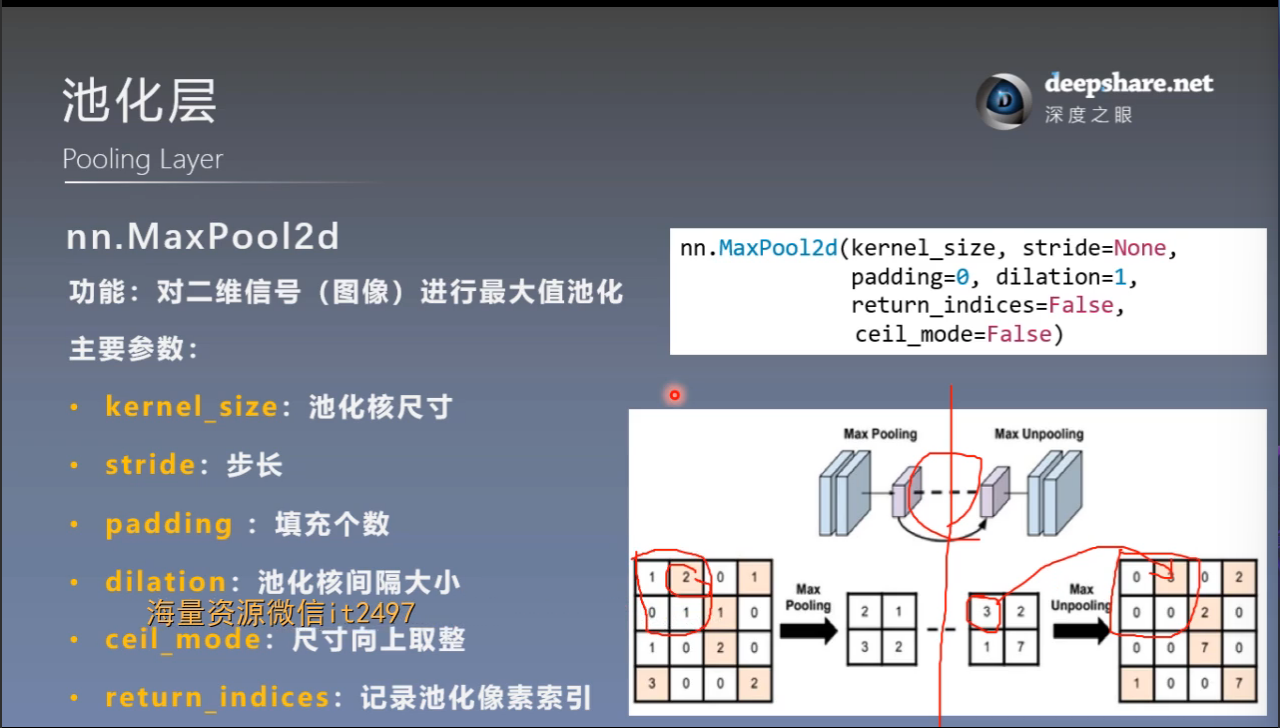 池化层
Pooling Layer
deepshare.net
深度之眼
nn.MaxPool2d
功能：对二维信号（图像）进行最大值池化
主要参数：
• kernel_size：池化核尺寸
• stride：步长
• padding ：填充个数
• dilation：池化核间隔大小
海量资源微信it2497
• ceil_mode：尺寸向上取整
• return_indices：记录池化像素索引
nn.MaxPool2d(kernel_size, stride=None,
padding=0, dilation=1,
return_indices=False,
ceil_mode=False)
Max Pooling
Max Unpooling
1 2 0 1
0 1 1 0
1 0 2 0
3 0 0 2
Max
Pooling
2 1
3 2
3 2
1 7
Max
Unpooling
0 3 0 2
0 0 2 0
0 0 7 0
1 0 0 7